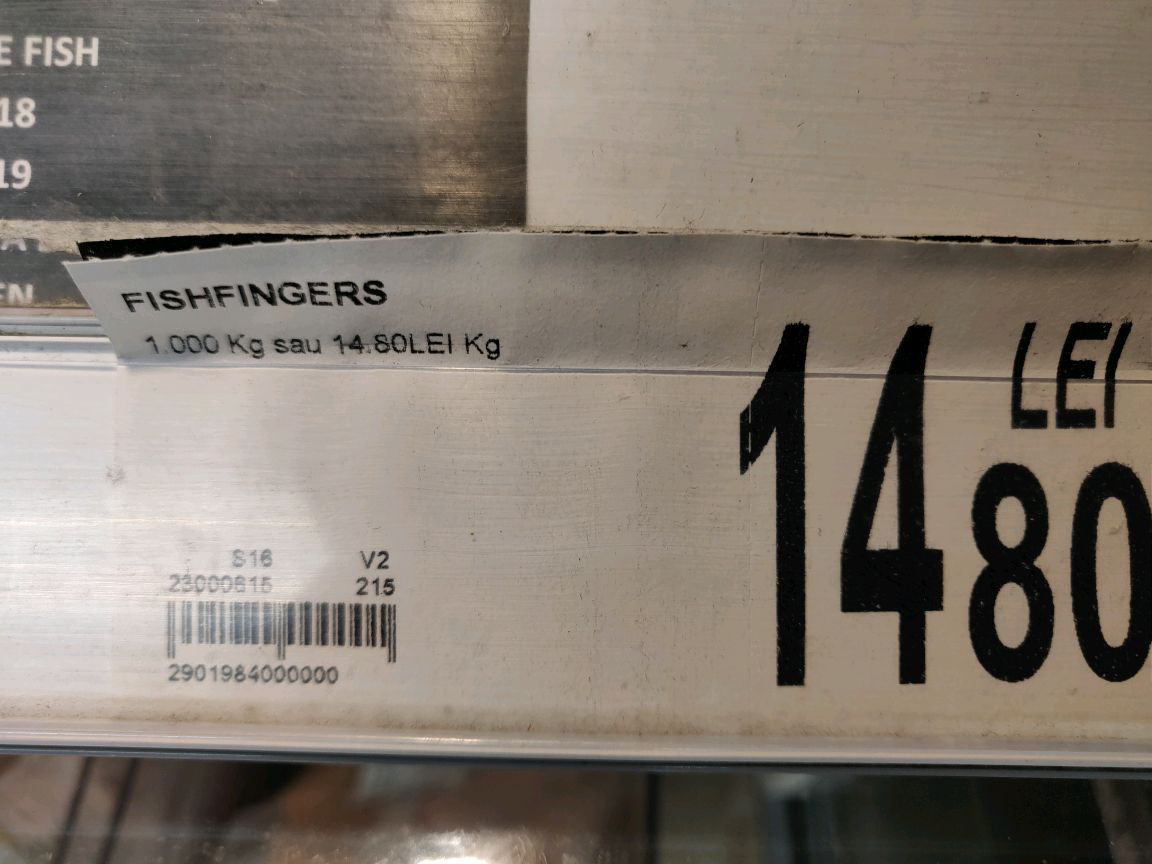 E FISH
18
19
EN
FISHFINGERS
1.000 Kg sau 14.80LEI Kg
14 LEI
80
S16 V2
23000815 215
2901984000000